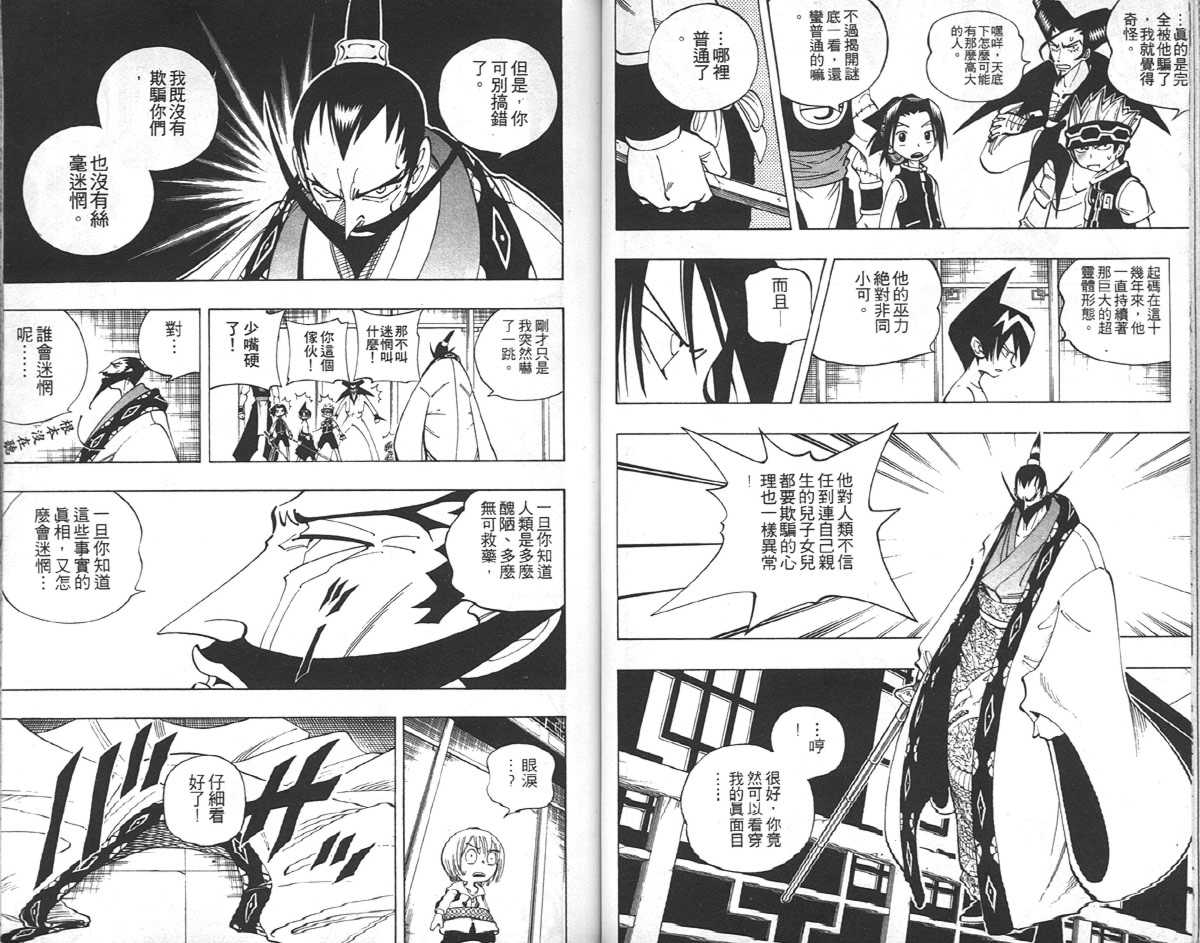 …真的是完
全被他騙了
，我就覺得
奇怪。
嘿咩，天底
下怎麼可能
有那麼高大
的人。
不過揭開謎
底一看，還
蠻普通的嘛
。
…哪裡
普通了
。
起碼在這十
幾年來，他
一直持續著
那巨大的超
靈體形態。
他的巫力
絕對非同
小可。
而且—
他對人類不信
任到連自己親
生的兒子女兒
都要欺騙的心
理也一樣異常
！
…哼
！
很好，你竟
然可以看穿
我的真面目
……
但是，你
可別搞錯
了。
我既沒有
欺騙你們
，
也沒有絲
毫迷惘。
剛才只是
我突然嚇
了一跳。
那不叫
迷惘叫
什麼！
你這個
傢伙！
少嘴硬
了！
對…
誰會迷惘
呢……
根本沒在聽
一旦你知道
人類是多麼
醜陋、多麼
無可救藥，
一旦你知道
這些事實的
真相，又怎
麼會迷惘…
眼淚
…?
仔細看
好了！